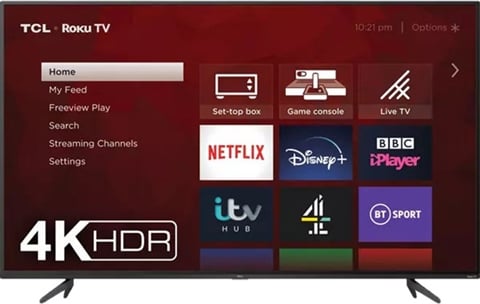 TCL • Roku TV
10:21 pm | Options ✱
Home
My Feed
Freeview Play
Search
Streaming Channels
Settings
Set-top box
Game console
Live TV
NETFLIX
Disney+
BBC
iPlayer
itv
HUB
4
BT SPORT
4K HDR